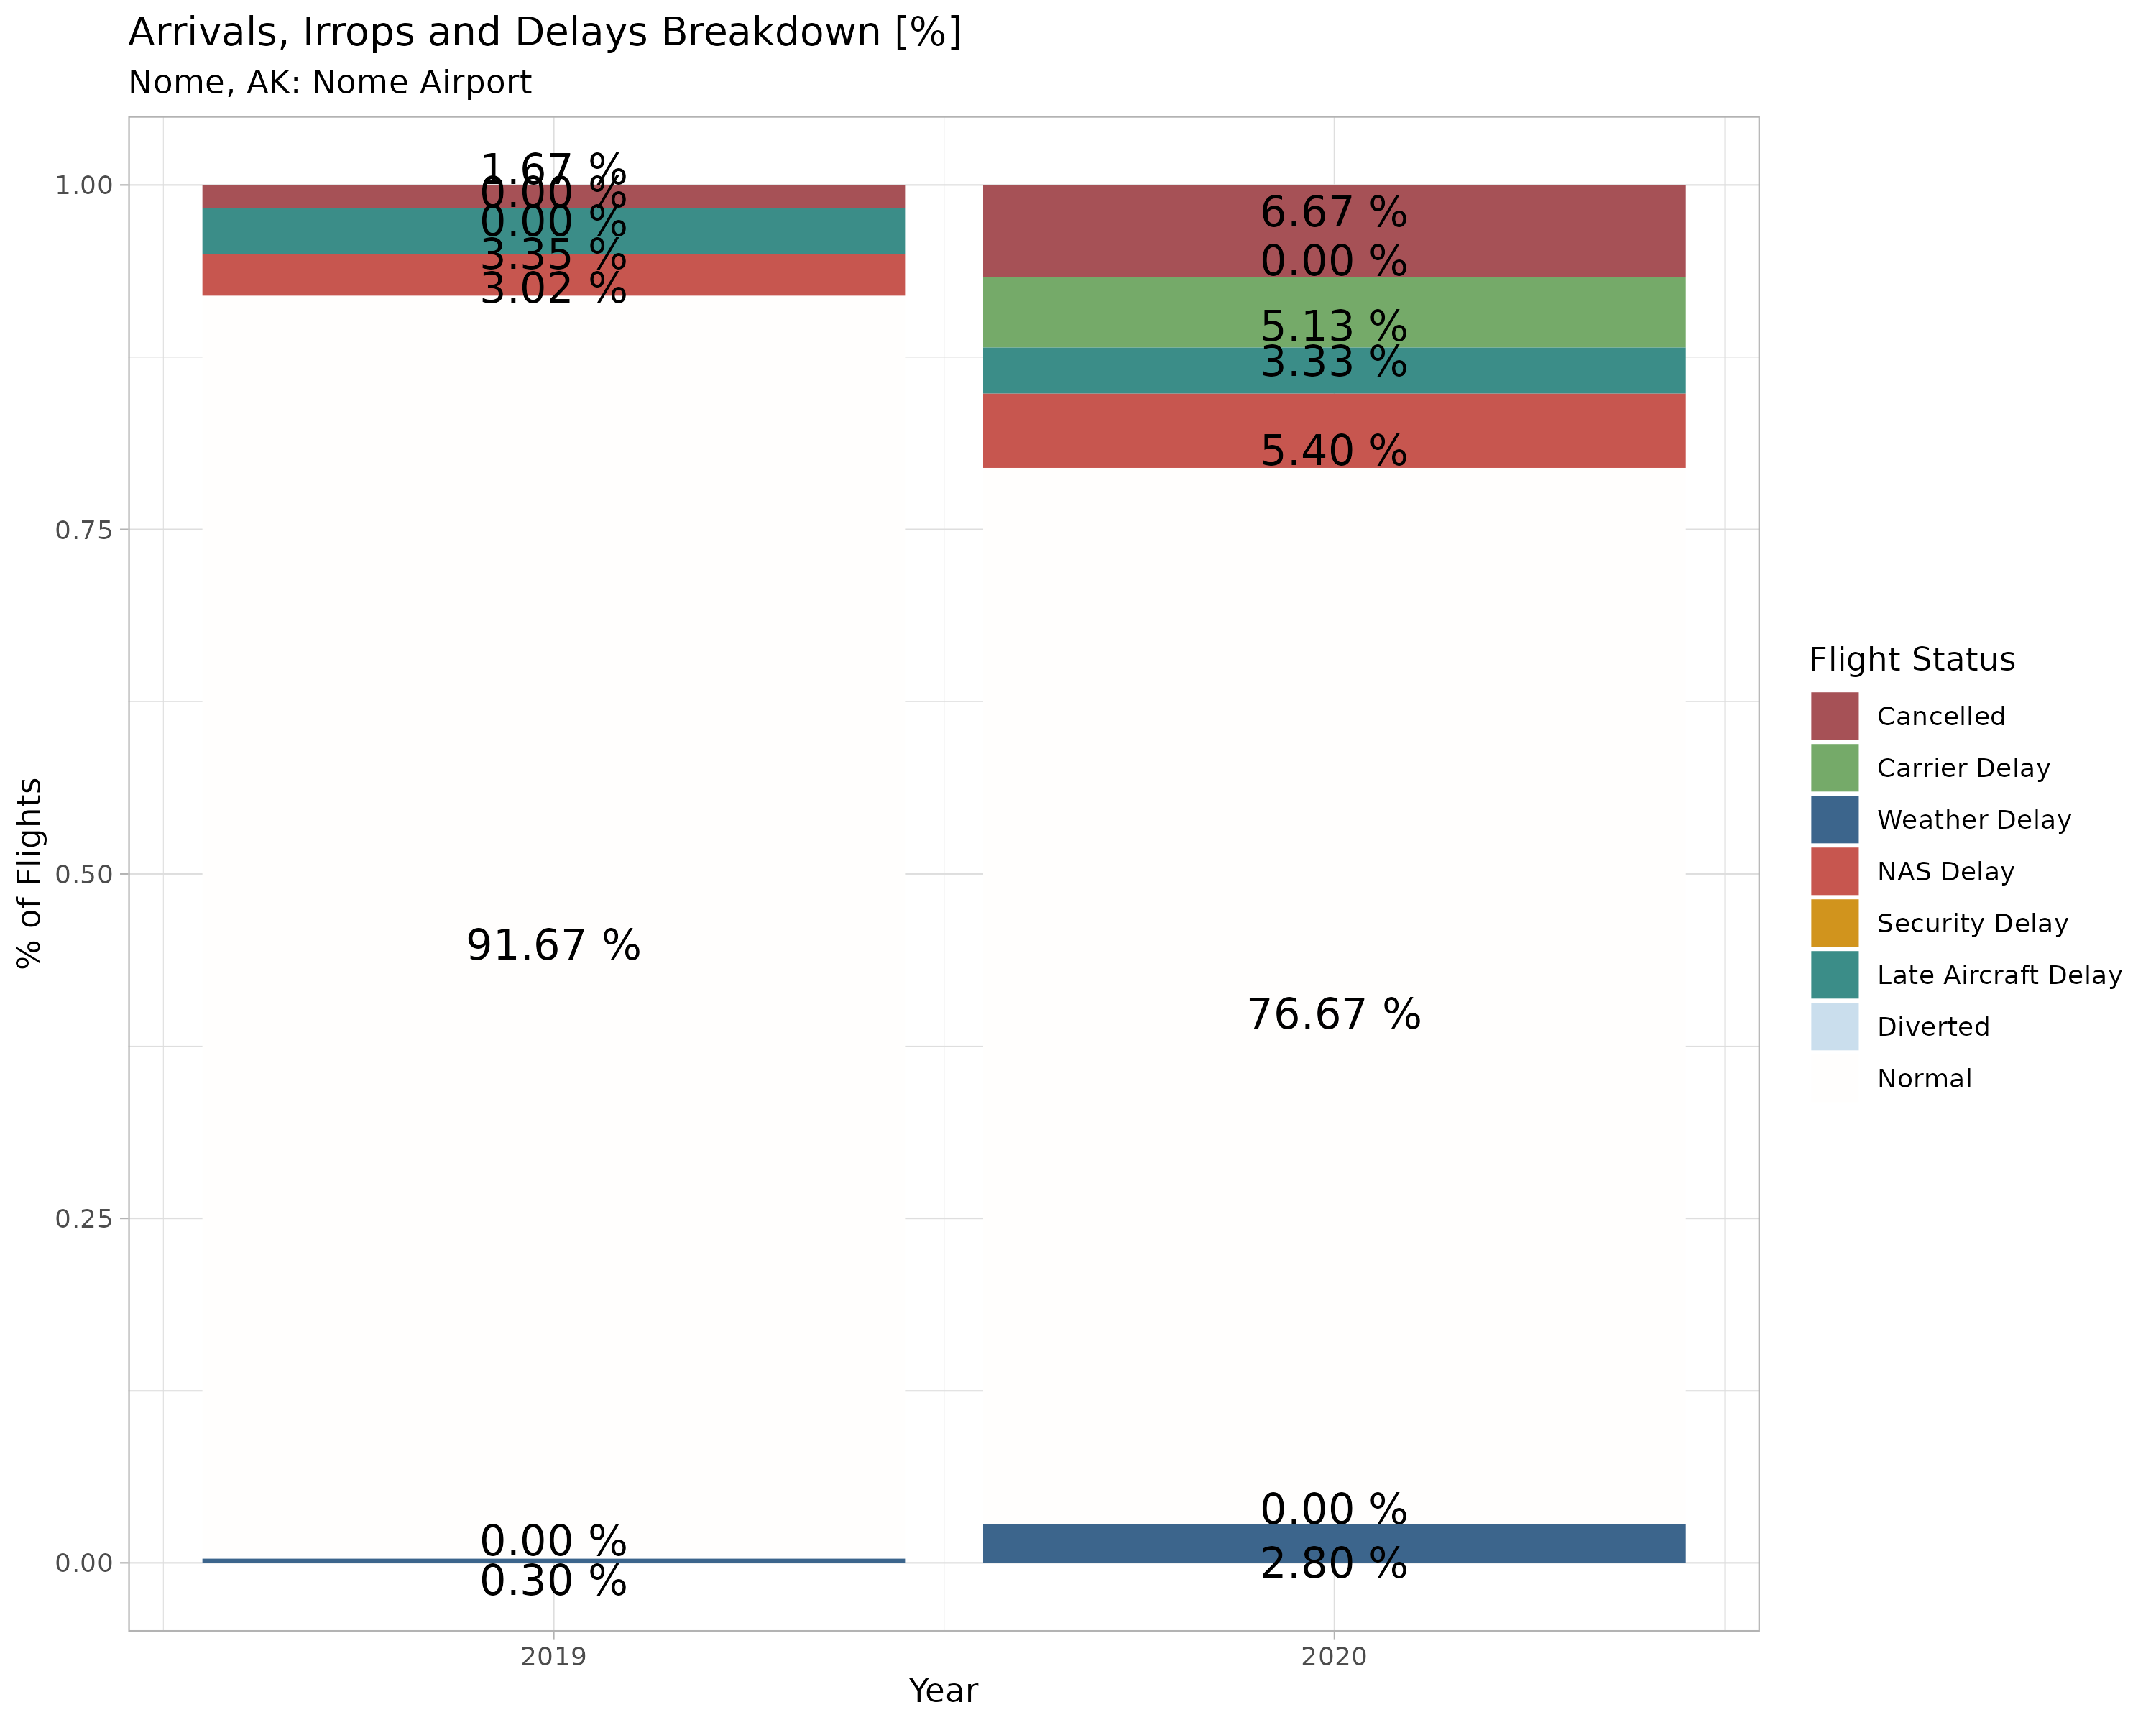 Arrivals, Irrops and Delays Breakdown [%]
Nome, AK: Nome Airport
% of Flights
1.00
0.75
0.50
0.25
0.00
1.67 %
0.00 %
0.00 %
3.35 %
3.02 %
91.67 %
0.00 %
0.30 %
6.67 %
0.00 %
5.13 %
3.33 %
5.40 %
76.67 %
0.00 %
2.80 %
2019
2020
Year
Flight Status
Cancelled
Carrier Delay
Weather Delay
NAS Delay
Security Delay
Late Aircraft Delay
Diverted
Normal